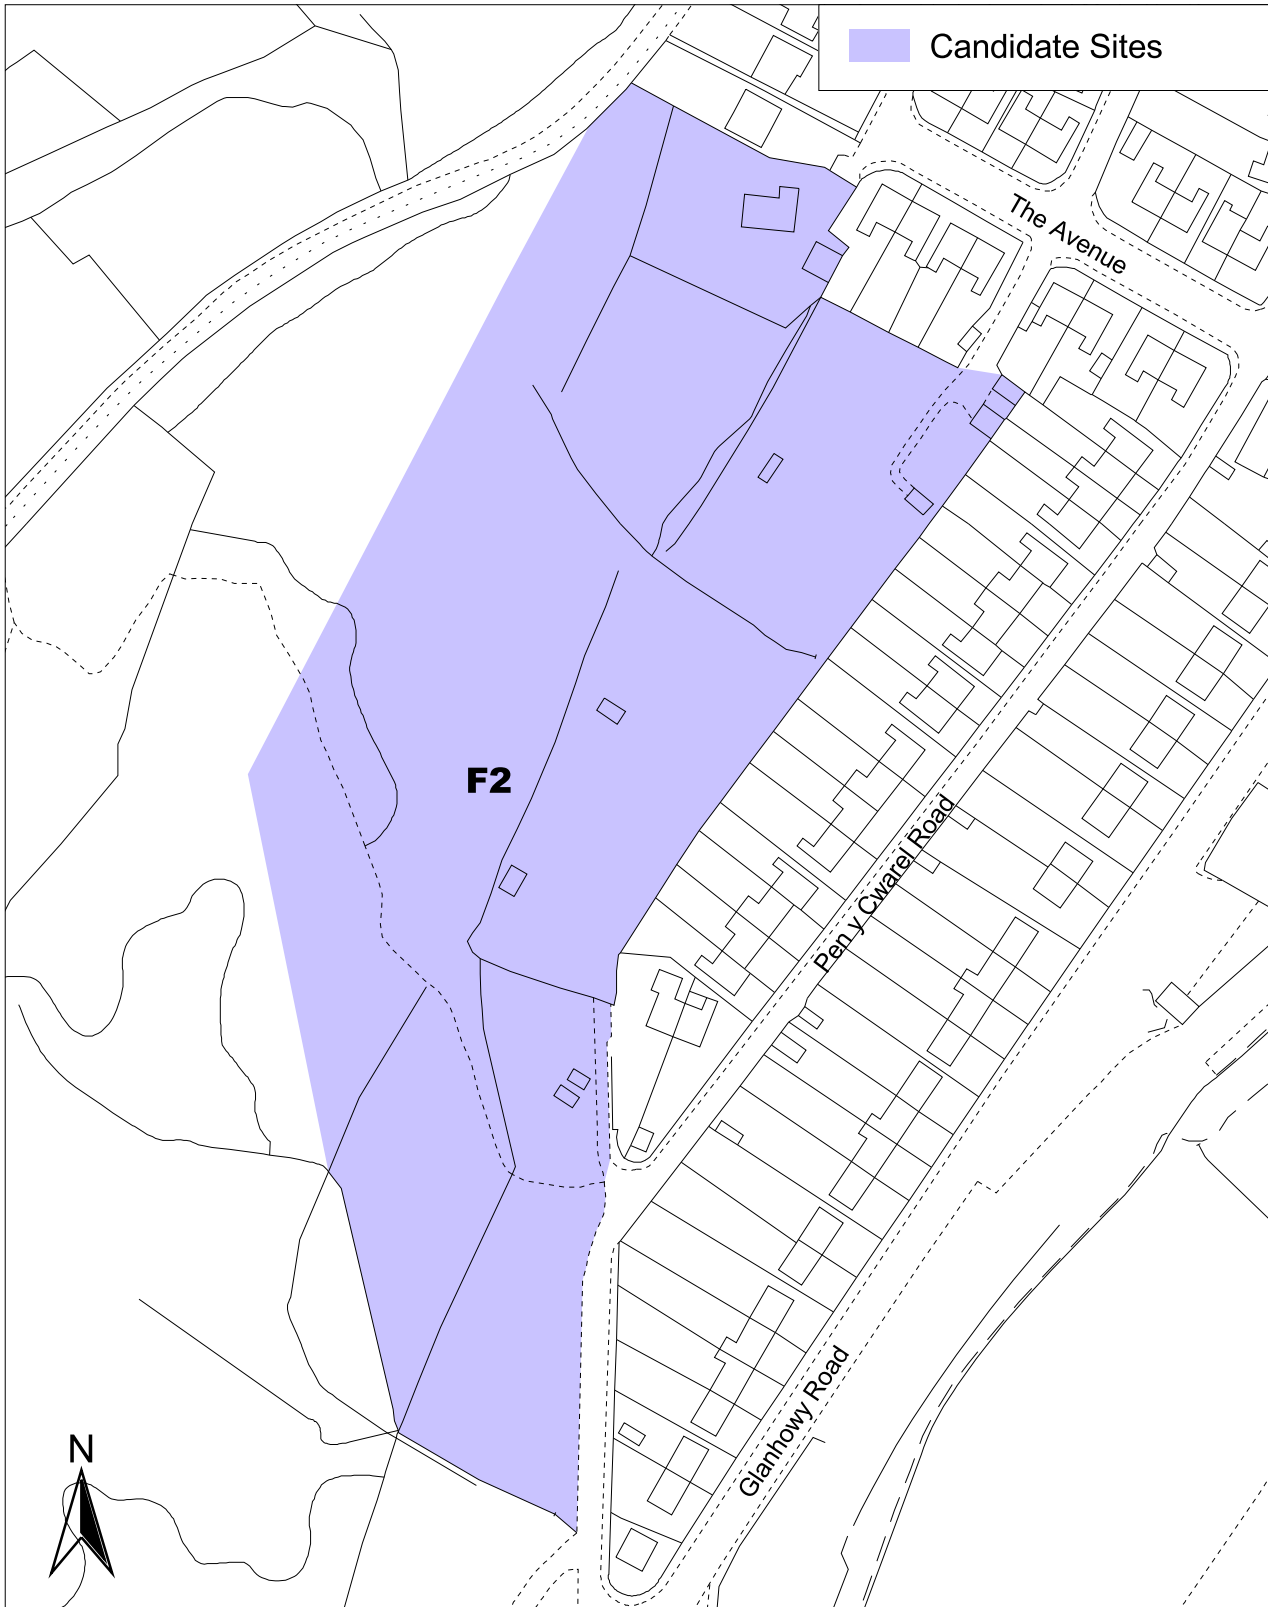 Candidate Sites
The Avenue
F2
Pen y Cwarel Road
Glanhowy Road
N